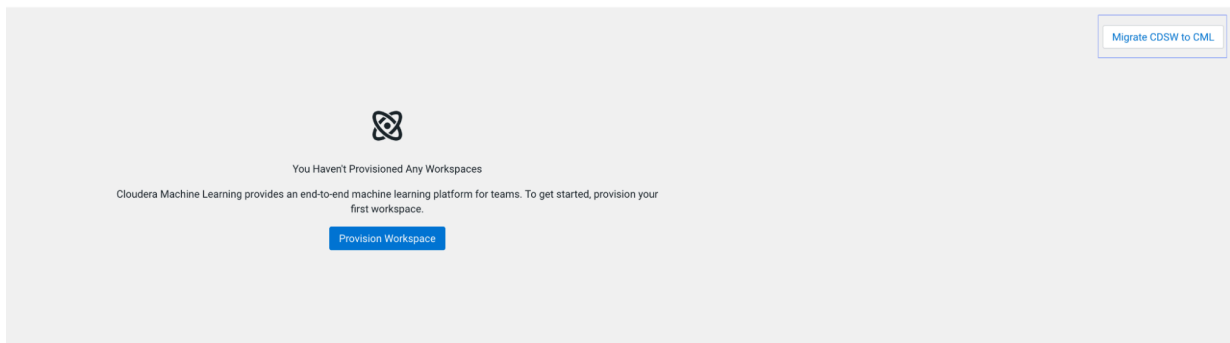 Migrate CDSW to CML
You Haven't Provisioned Any Workspaces
Cloudera Machine Learning provides an end-to-end machine learning platform for teams. To get started, provision your
first workspace.
Provision Workspace